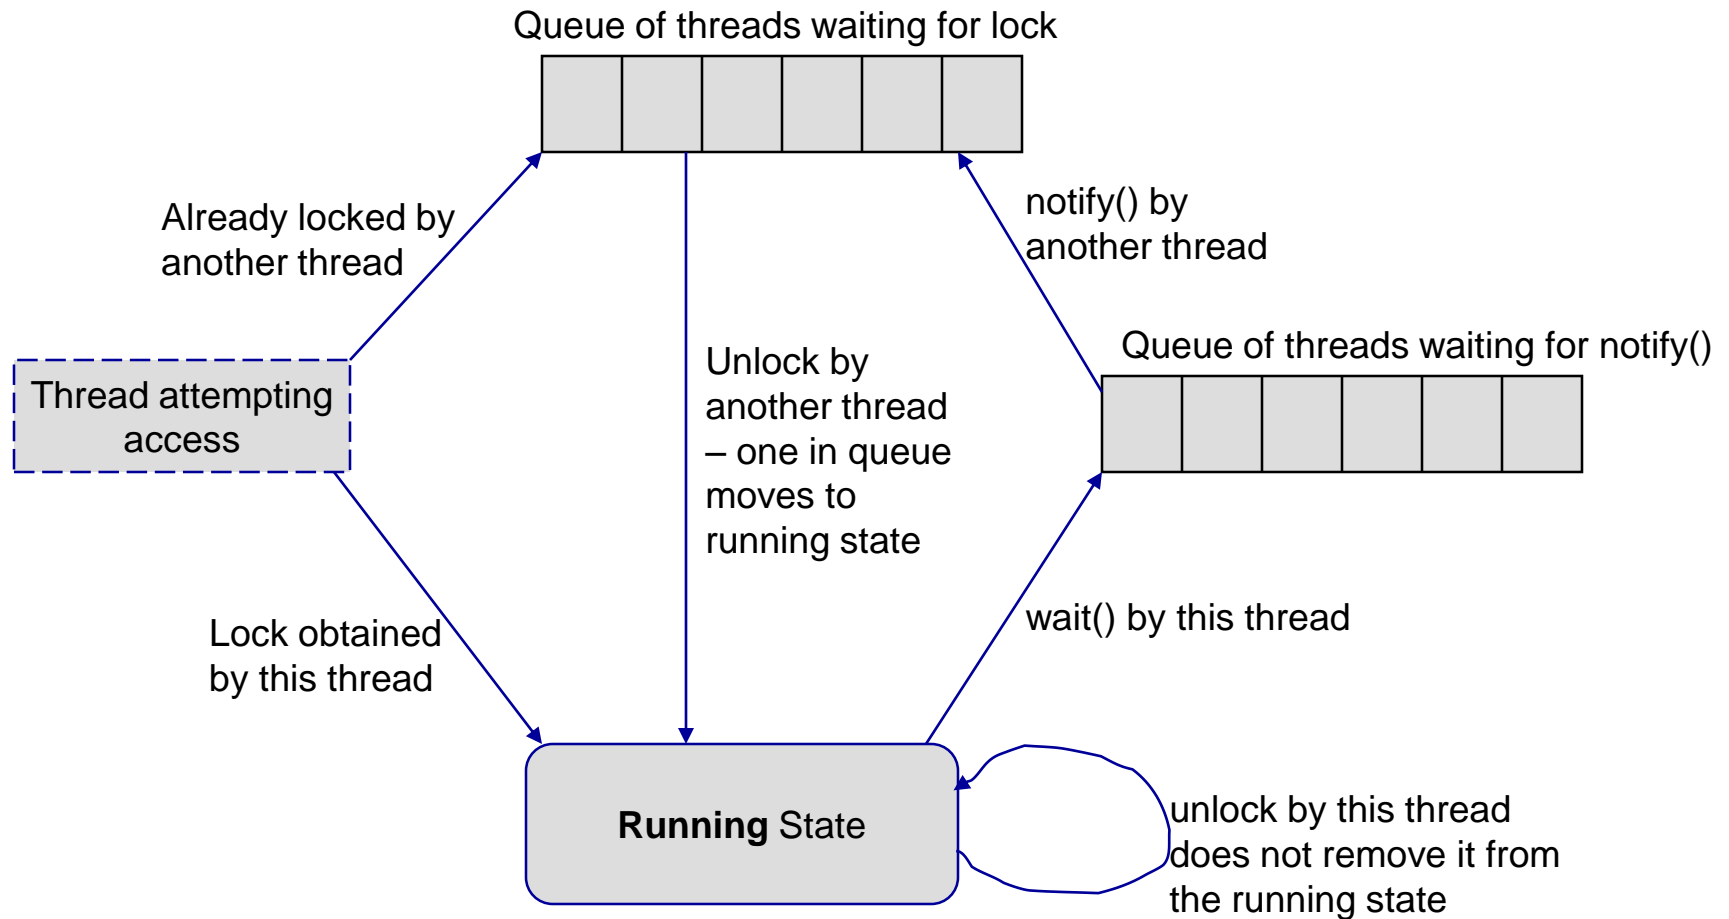 Queue of threads waiting for lock
Already locked by
another thread
notify() by
another thread
Thread attempting
access
Unlock by
another thread
– one in queue
moves to
running state
Queue of threads waiting for notify()
Lock obtained
by this thread
wait() by this thread
Running State
unlock by this thread
does not remove it from
the running state